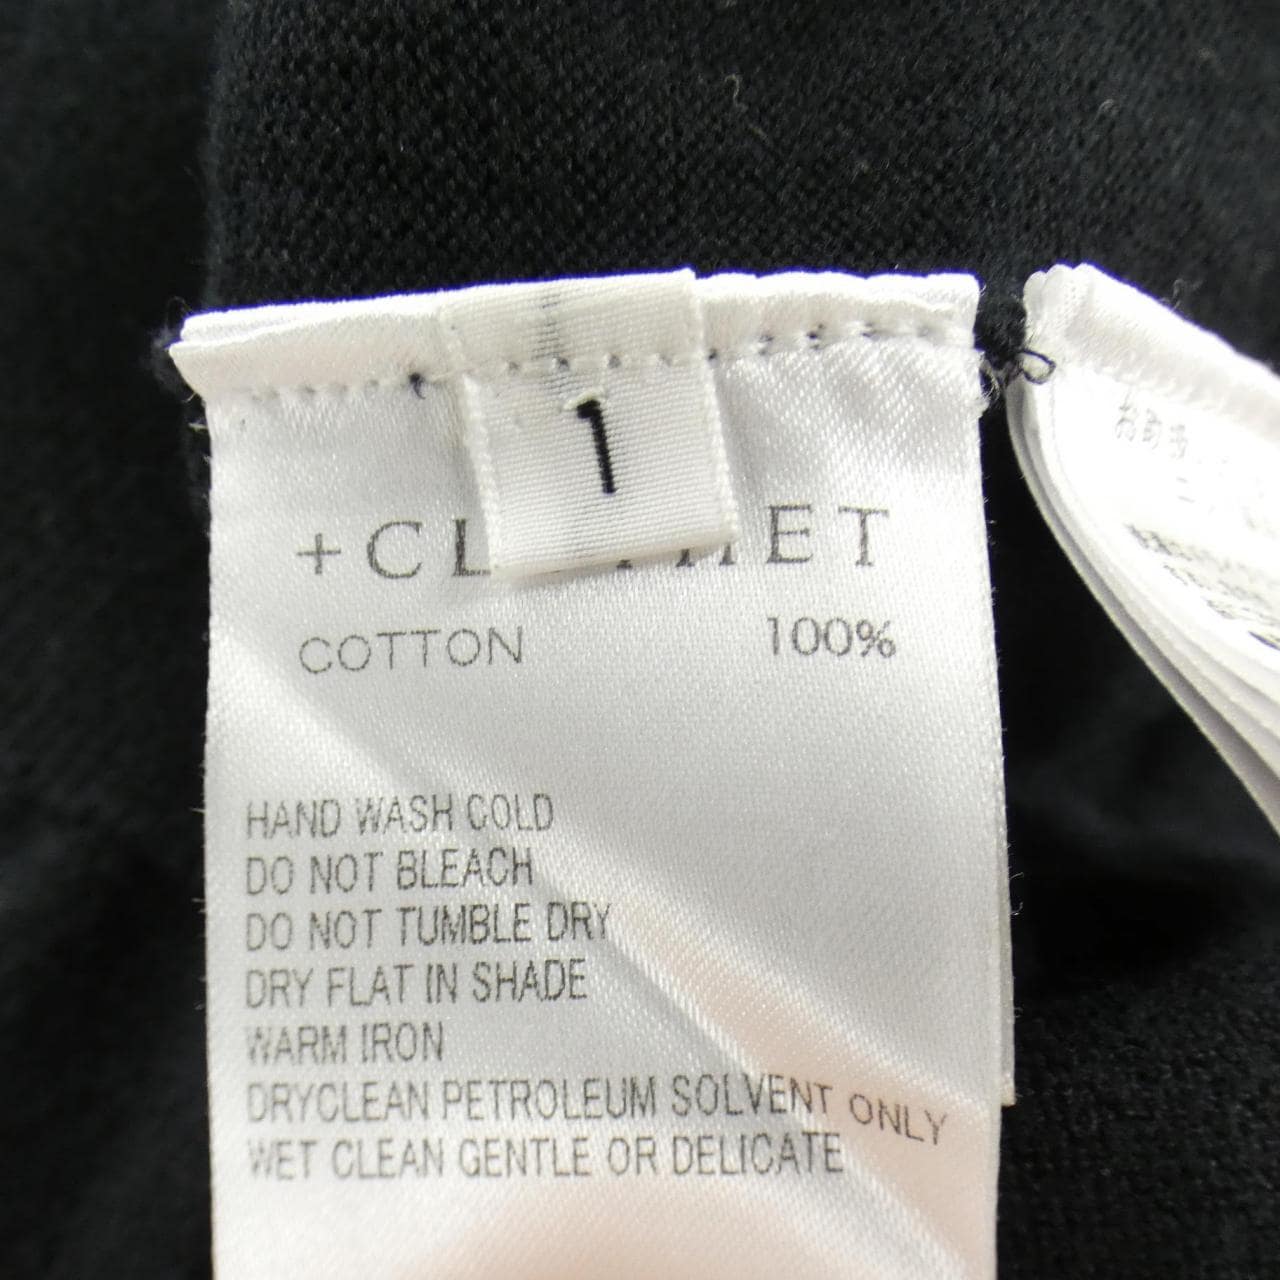 1
+CL HET
COTTON 100%
HAND WASH COLD
DO NOT BLEACH
DO NOT TUMBLE DRY
DRY FLAT IN SHADE
WARM IRON
DRYCLEAN PETROLEUM SOLVENT ONLY
WET CLEAN GENTLE OR DELICATE